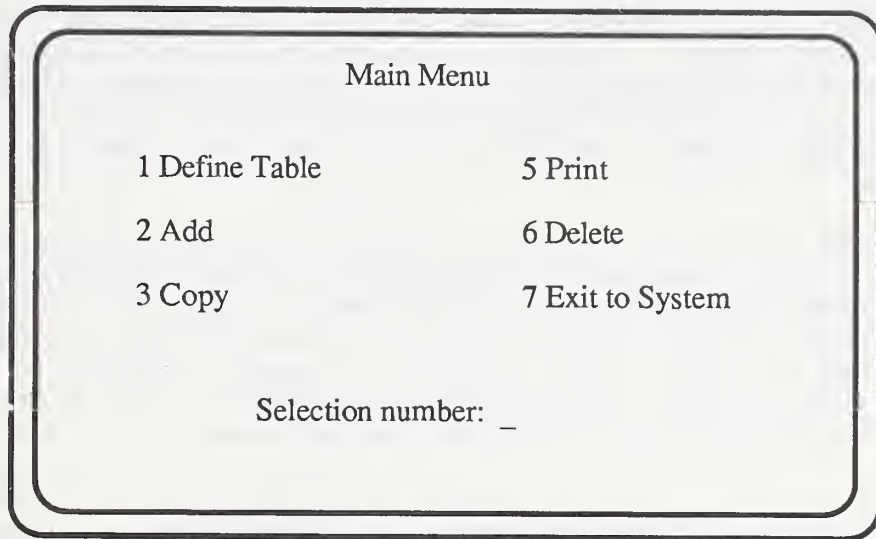 Main Menu
1 Define Table
5 Print
2 Add
6 Delete
3 Copy
7 Exit to System
Selection number: _